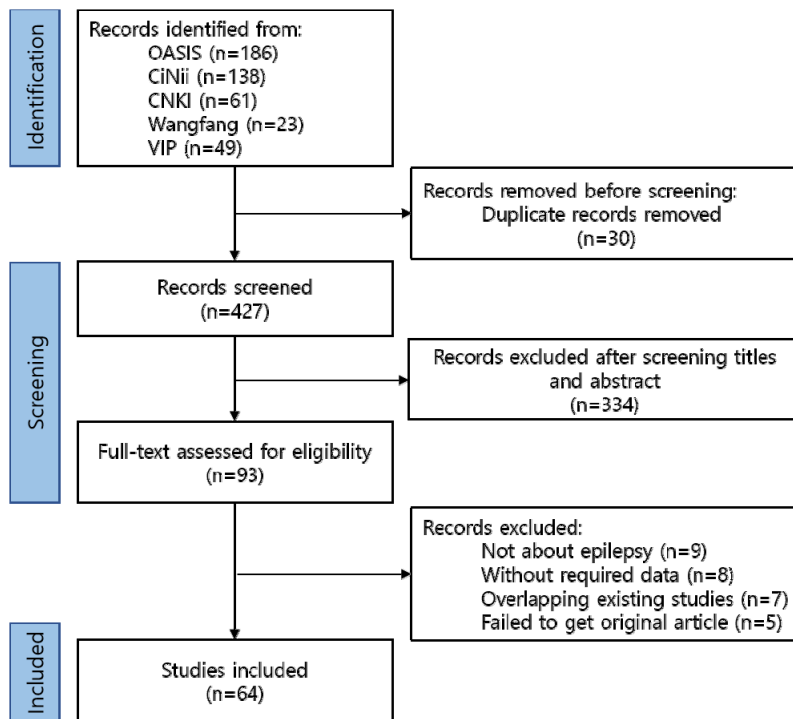 Identification
Records identified from:
OASIS (n=186)
CiNii (n=138)
CNKI (n=61)
Wangfang (n=23)
VIP (n=49)
Records removed before screening:
Duplicate records removed
(n=30)
Screening
Records screened
(n=427)
Records excluded after screening titles
and abstract
(n=334)
Full-text assessed for eligibility
(n=93)
Records excluded:
Not about epilepsy (n=9)
Without required data (n=8)
Overlapping existing studies (n=7)
Failed to get original article (n=5)
Included
Studies included
(n=64)